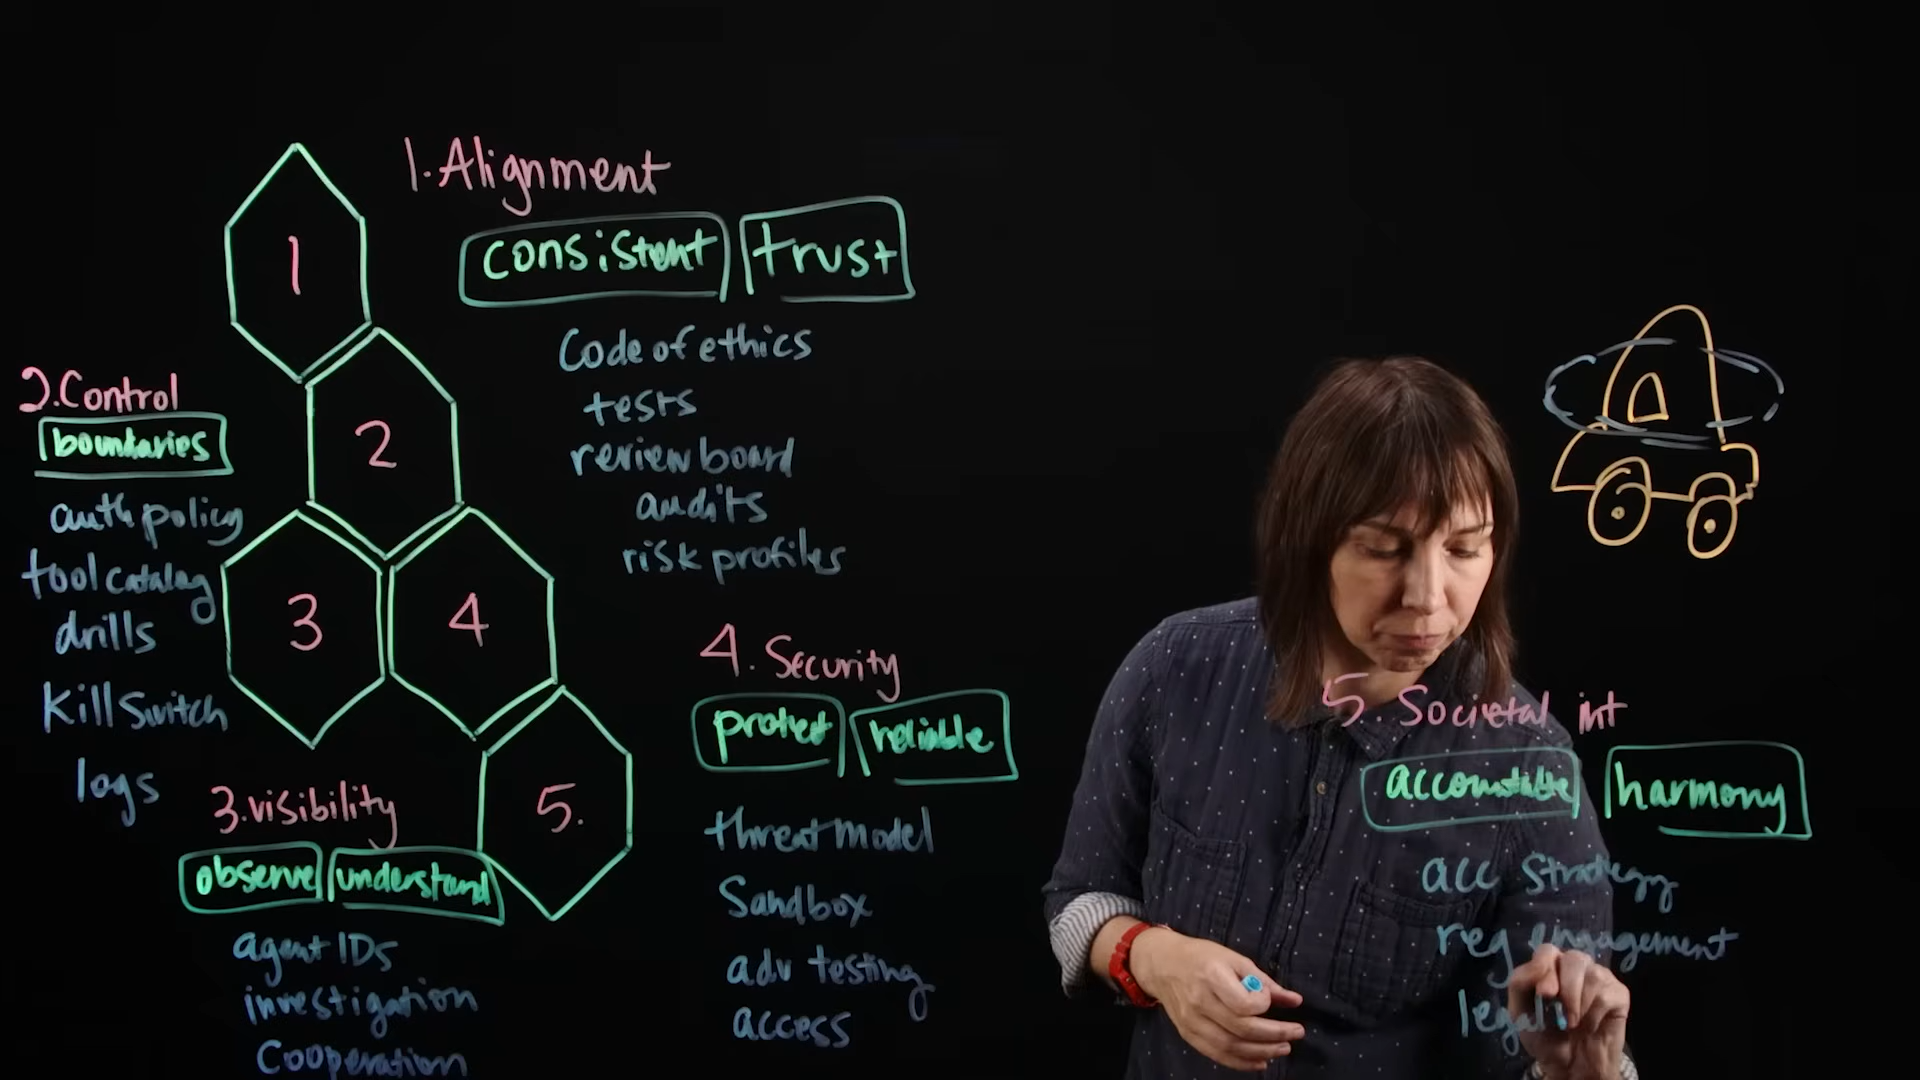 1
2
3
4
5.
1. Alignment
consistent trust
Code of ethics
tests
review board
audits
risk profiles
2. Control
boundaries
auth policy
tool catalog
drills
Kill Switch
logs
3. visibility
observe understand
agent IDs
investigation
Cooperation
4. Security
protect reliable
threat model
Sandbox
adv testing
access
5. Societal int
accountable harmony
acc strategy
reg engagement
legal